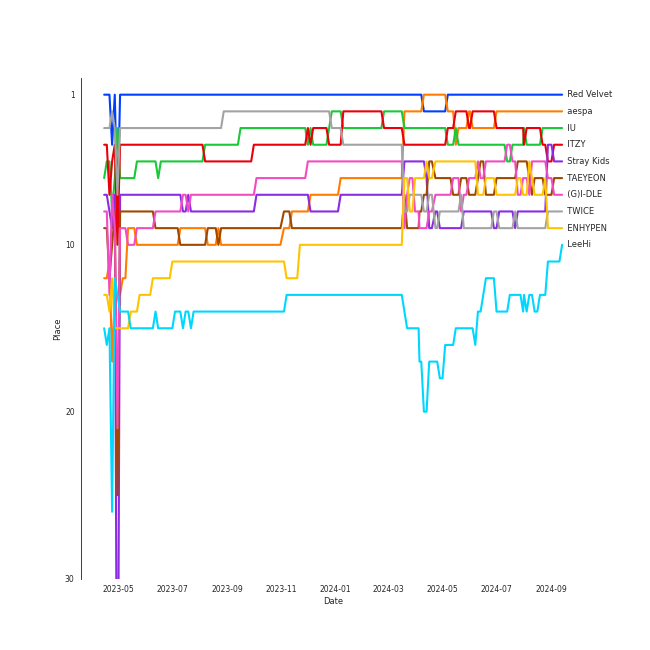 1
10
20
30
Place
2023-05 2023-07 2023-09 2023-11 2024-01 2024-03 2024-05 2024-07 2024-09
Date
Red Velvet
aespa
IU
ITZY
Stray Kids
TAEYEON
(G)I-DLE
TWICE
ENHYPEN
LeeHi